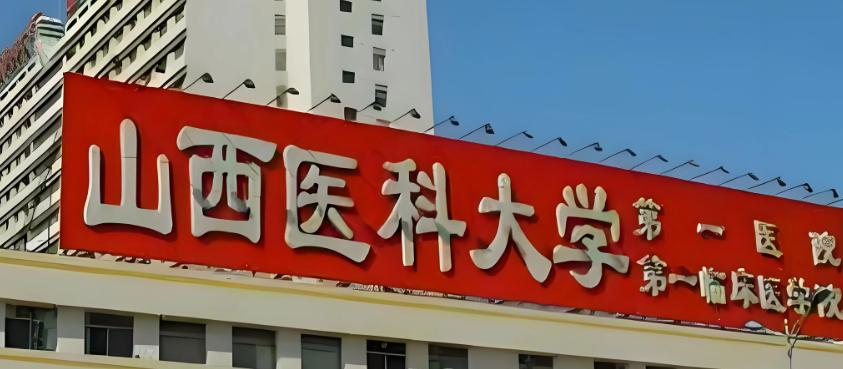 山西医科大学
第一医院
第一临床医学院